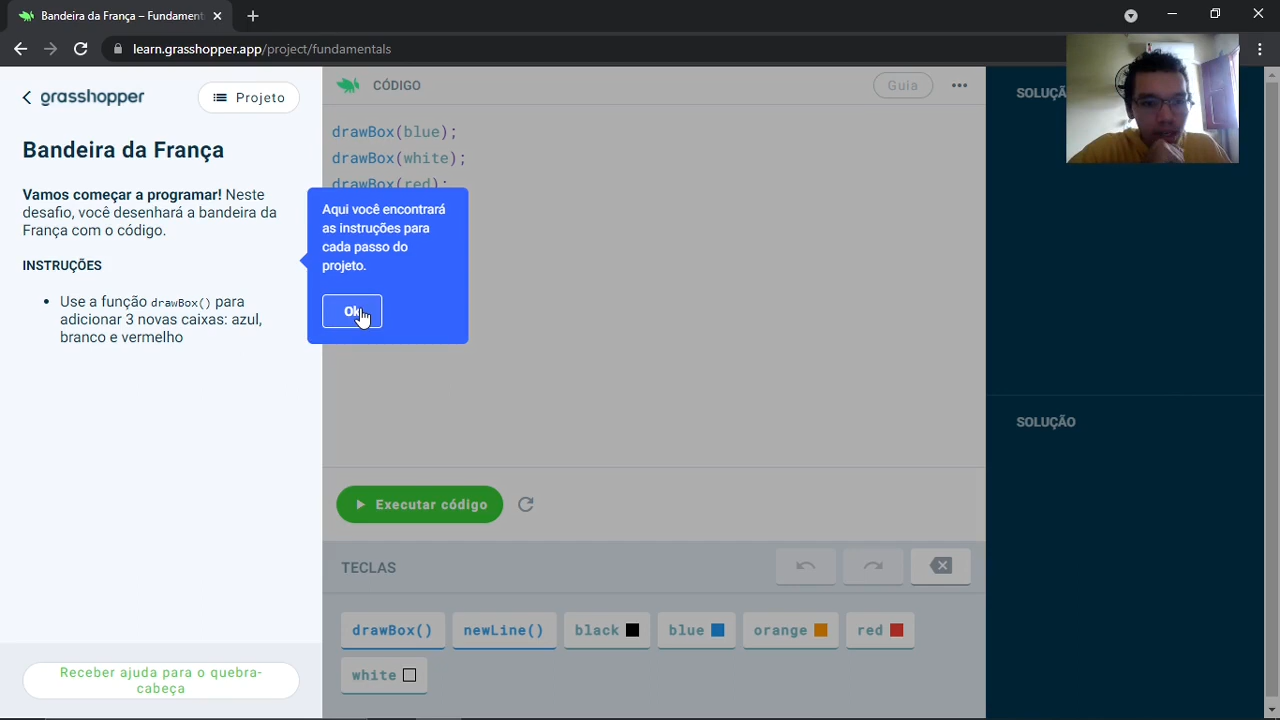 Bandeira da França – Fundament
learn.grasshopper.app/project/fundamentals
grasshopper
Projeto
Bandeira da França
Vamos começar a programar! Neste
desafio, você desenhará a bandeira da
França com o código.
INSTRUÇÕES
Use a função drawBox() para
adicionar 3 novas caixas: azul,
branco e vermelho
Receber ajuda para o quebra-
cabeça
CÓDIGO
Guia
drawBox(blue);
drawBox(white);
drawBox(red);
Aqui você encontrará
as instruções para
cada passo do
projeto.
Ok
Executar código
TECLAS
drawBox()
newLine()
black
blue
orange
red
white
SOLUÇÃ
SOLUÇÃO